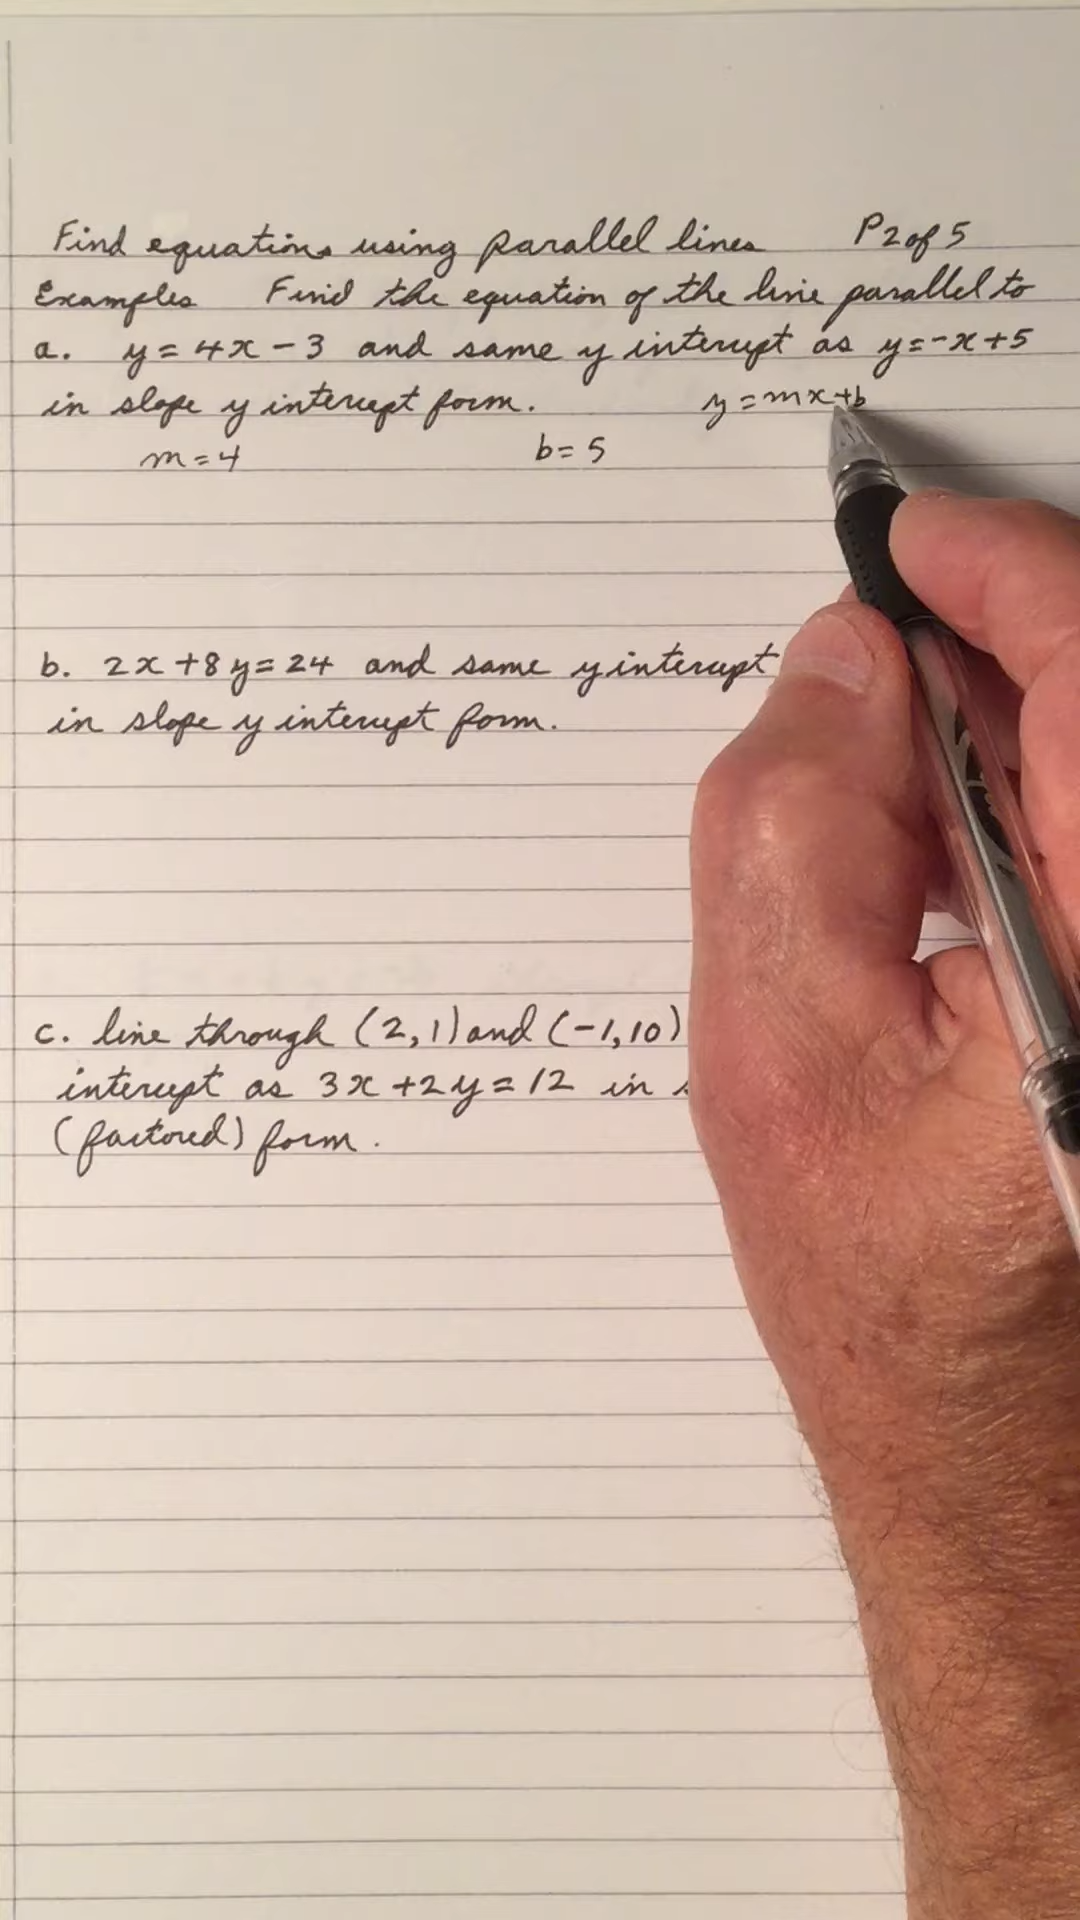 Find equations using parallel lines P2 of 5
Examples Find the equation of the line parallel to
a. y = 4x - 3 and same y intercept as y=-x+5
in slope y intercept form. y = mx+b
m = 4 b = 5
b. 2x + 8y = 24 and same y intercept
in slope y intercept form.
c. line through (2,1) and (-1,10)
intercept as 3x + 2y = 12 in
(factored) form.